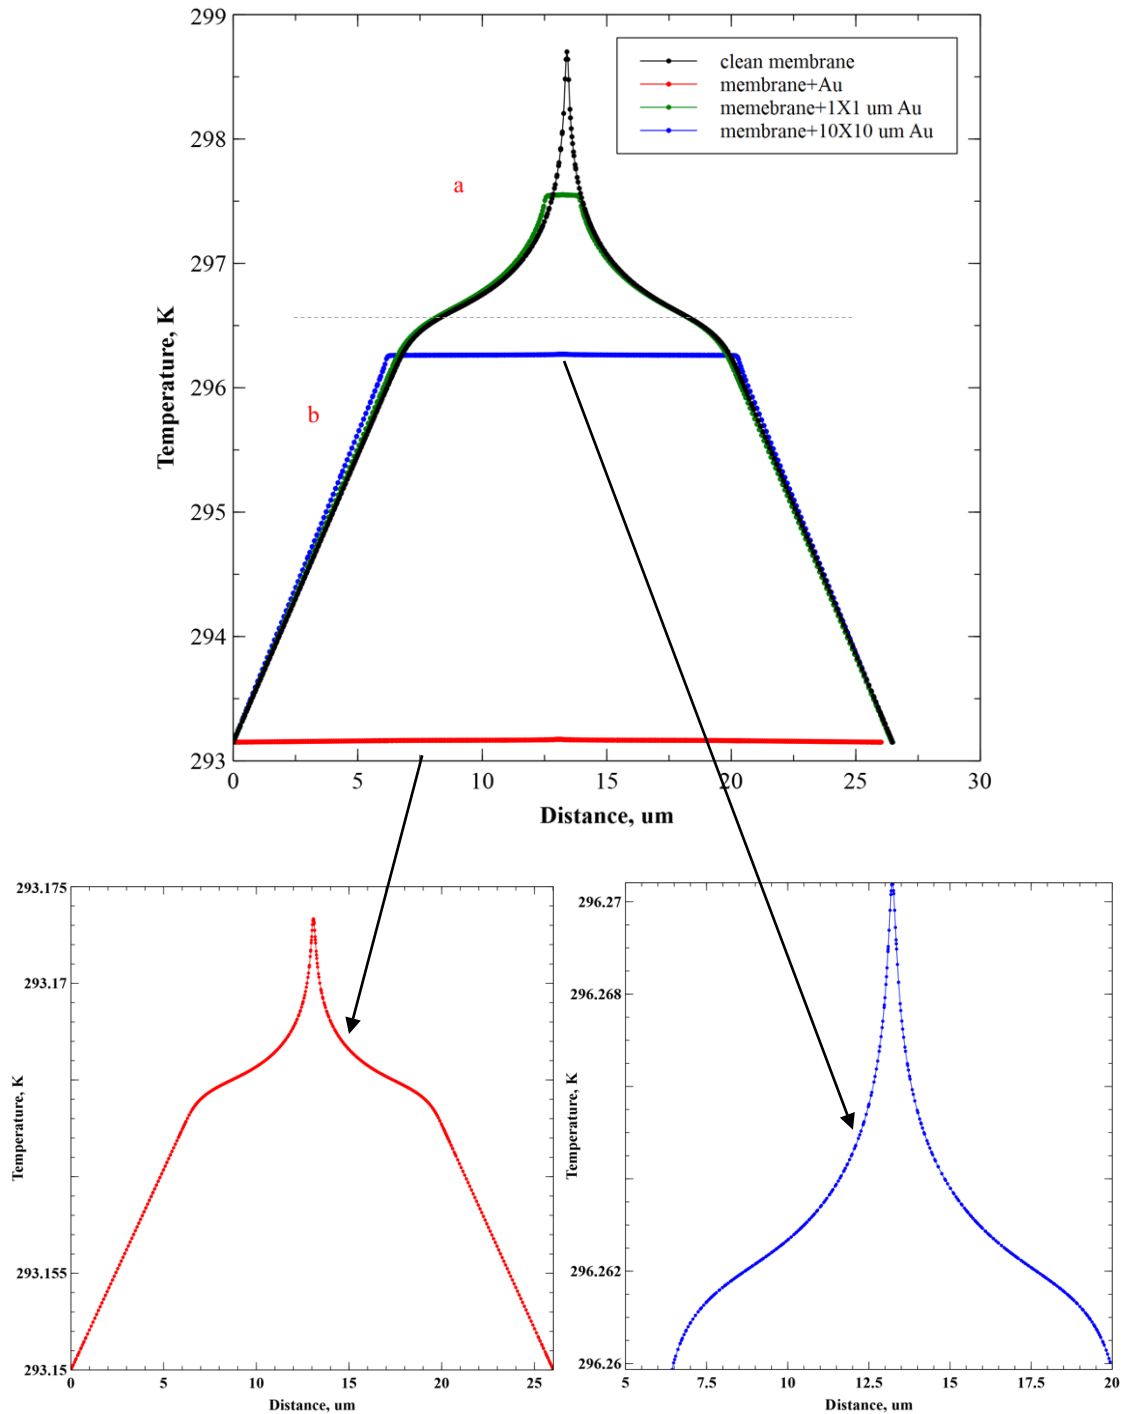 299
298
297
296
295
294
293
clean membrane
membrane+Au
memebrane+1X1 um Au
membrane+10X10 um Au
a
b
Temperature, K
0 5 10 15 20 25 30
Distance, um
293.175
293.17
293.155
293.15
Temperature, K
0 5 10 15 20 25
Distance, um
296.27
296.268
296.262
296.26
Temperature, K
5 7.5 10 12.5 15 17.5 20
Distance, um